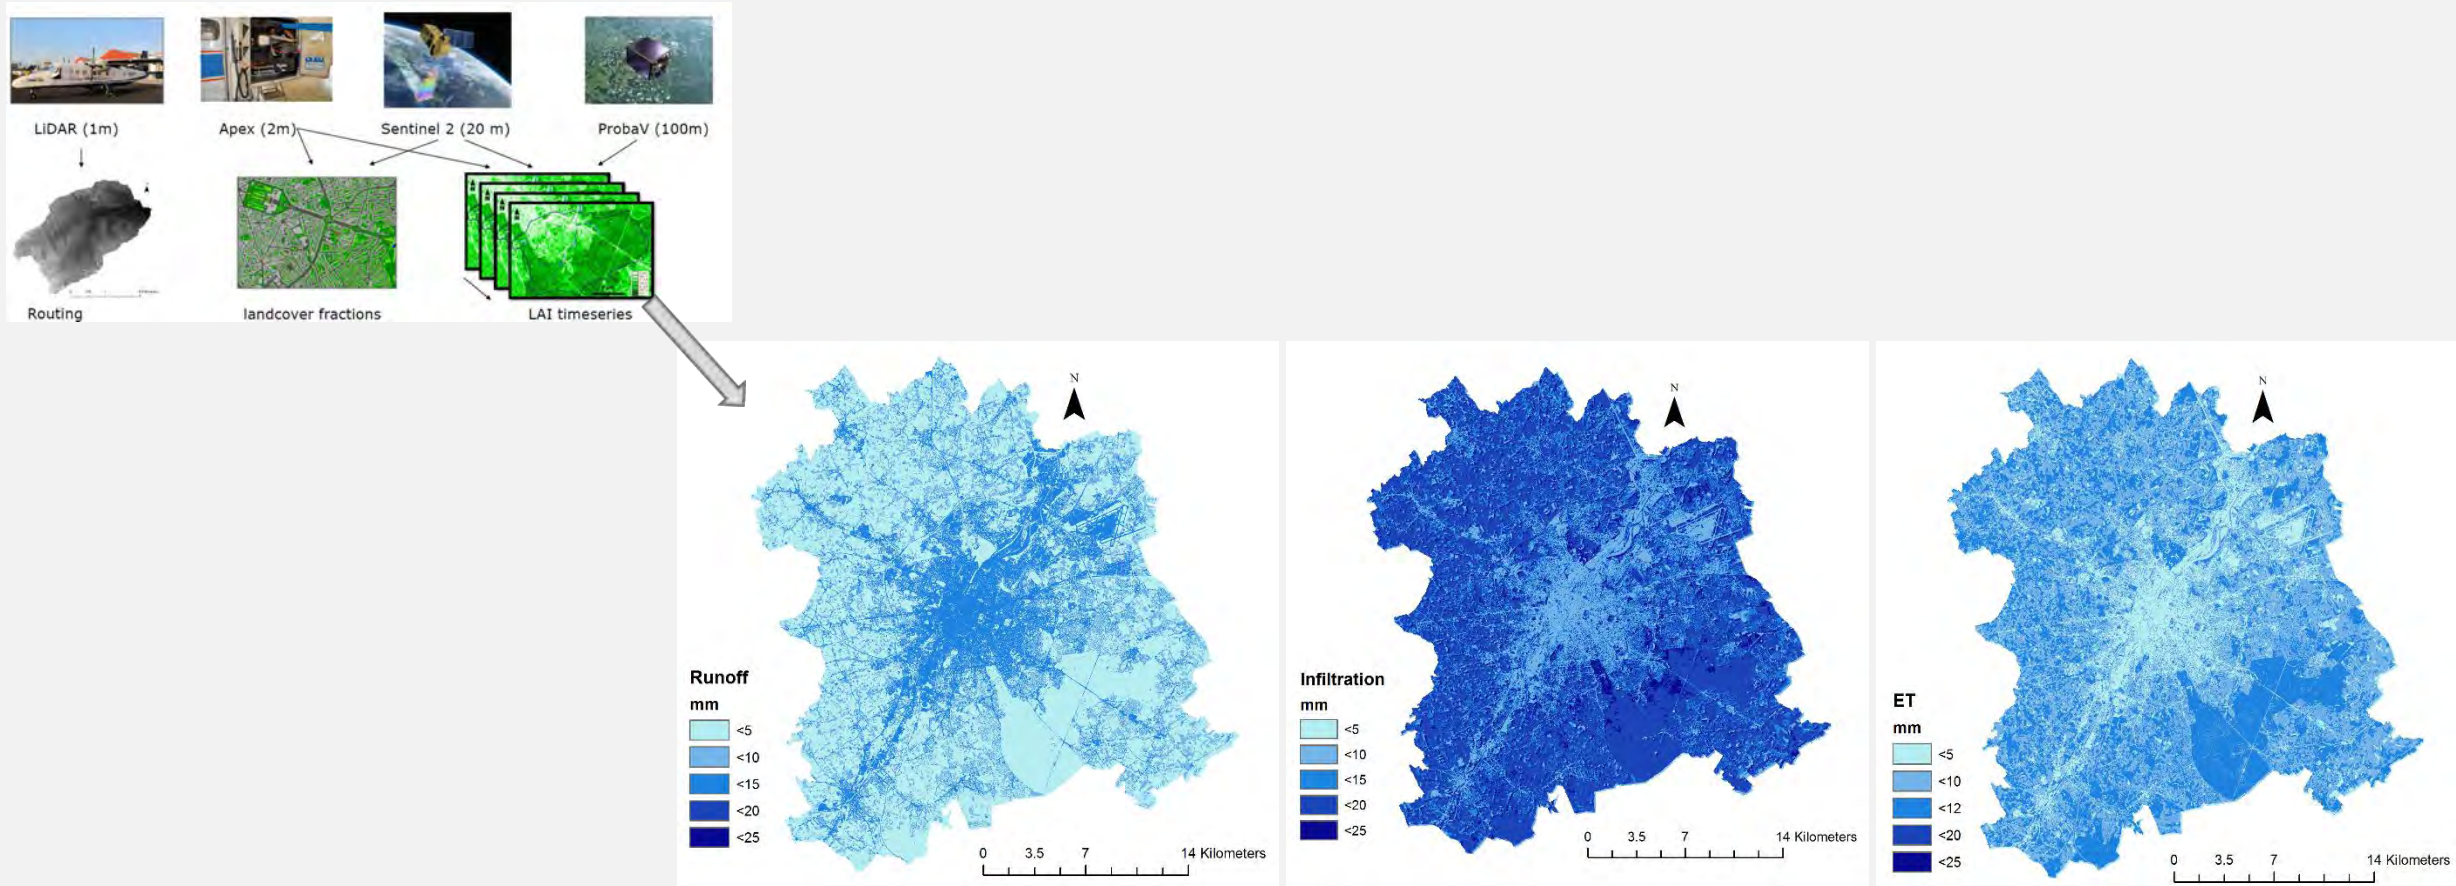 LiDAR (1m)
Apex (2m)
Sentinel 2 (20 m)
ProbaV (100m)
Routing
landcover fractions
LAI timeseries
N
Runoff
mm
<5
<10
<15
<20
<25
0 3.5 7 14 Kilometers
N
Infiltration
mm
<5
<10
<15
<20
<25
0 3.5 7 14 Kilometers
N
ET
mm
<5
<10
<12
<20
<25
0 3.5 7 14 Kilometers